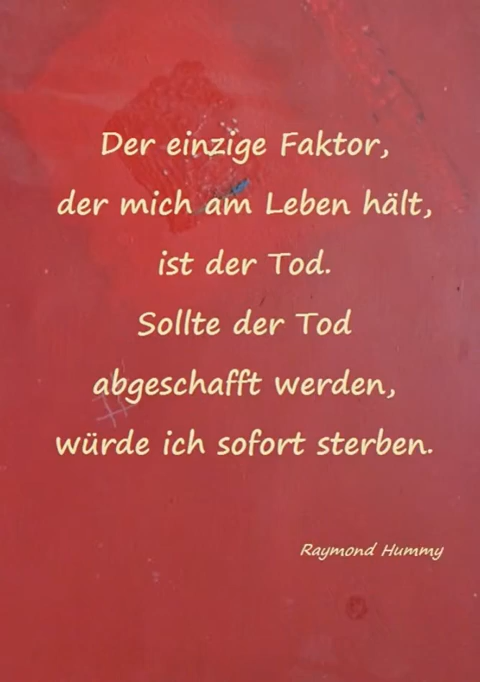 Der einzige Faktor,
der mich am Leben hält,
ist der Tod.
Sollte der Tod
abgeschafft werden,
würde ich sofort sterben.
Raymond Hummy